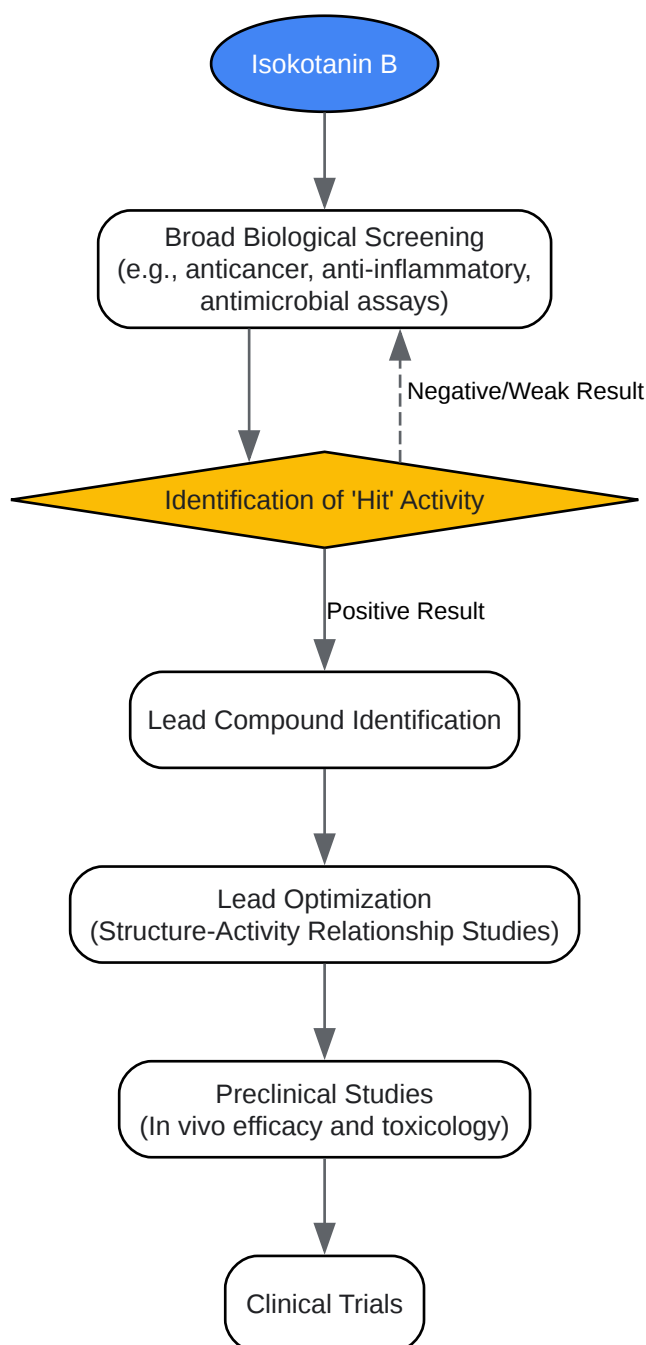 Isokotanin B
Broad Biological Screening
(e.g., anticancer, anti-inflammatory,
antimicrobial assays)
Negative/Weak Result
Identification of 'Hit' Activity
Positive Result
Lead Compound Identification
Lead Optimization
(Structure-Activity Relationship Studies)
Preclinical Studies
(In vivo efficacy and toxicology)
Clinical Trials